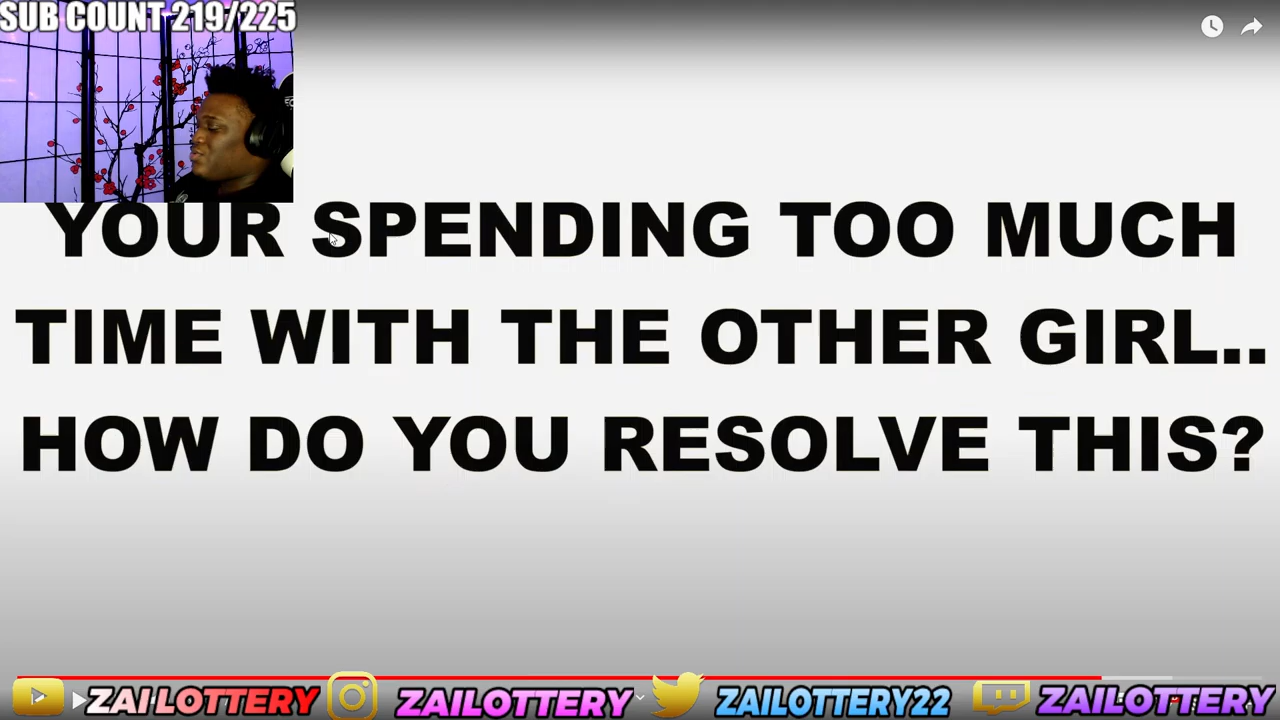 SUB COUNT 219/225
YOUR SPENDING TOO MUCH
TIME WITH THE OTHER GIRL..
HOW DO YOU RESOLVE THIS?
ZAILOTTERY ZAILOTTERY ZAILOTTERY22 ZAILOTTERY